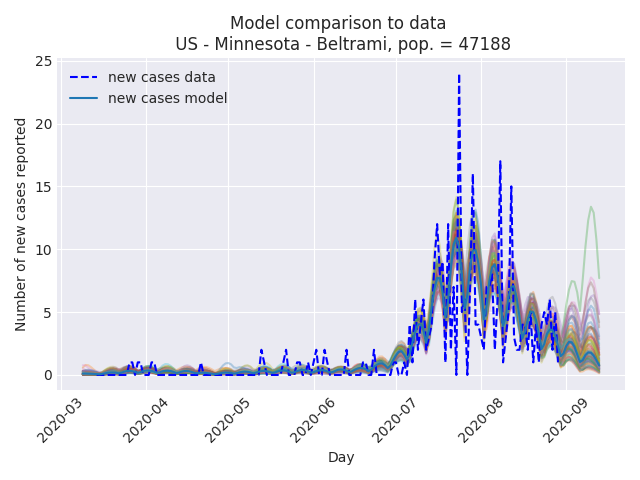 Model comparison to data
US - Minnesota - Beltrami, pop. = 47188
new cases data
new cases model
Number of new cases reported
25
20
15
10
5
0
2020-03
2020-04
2020-05
2020-06
2020-07
2020-08
2020-09
Day